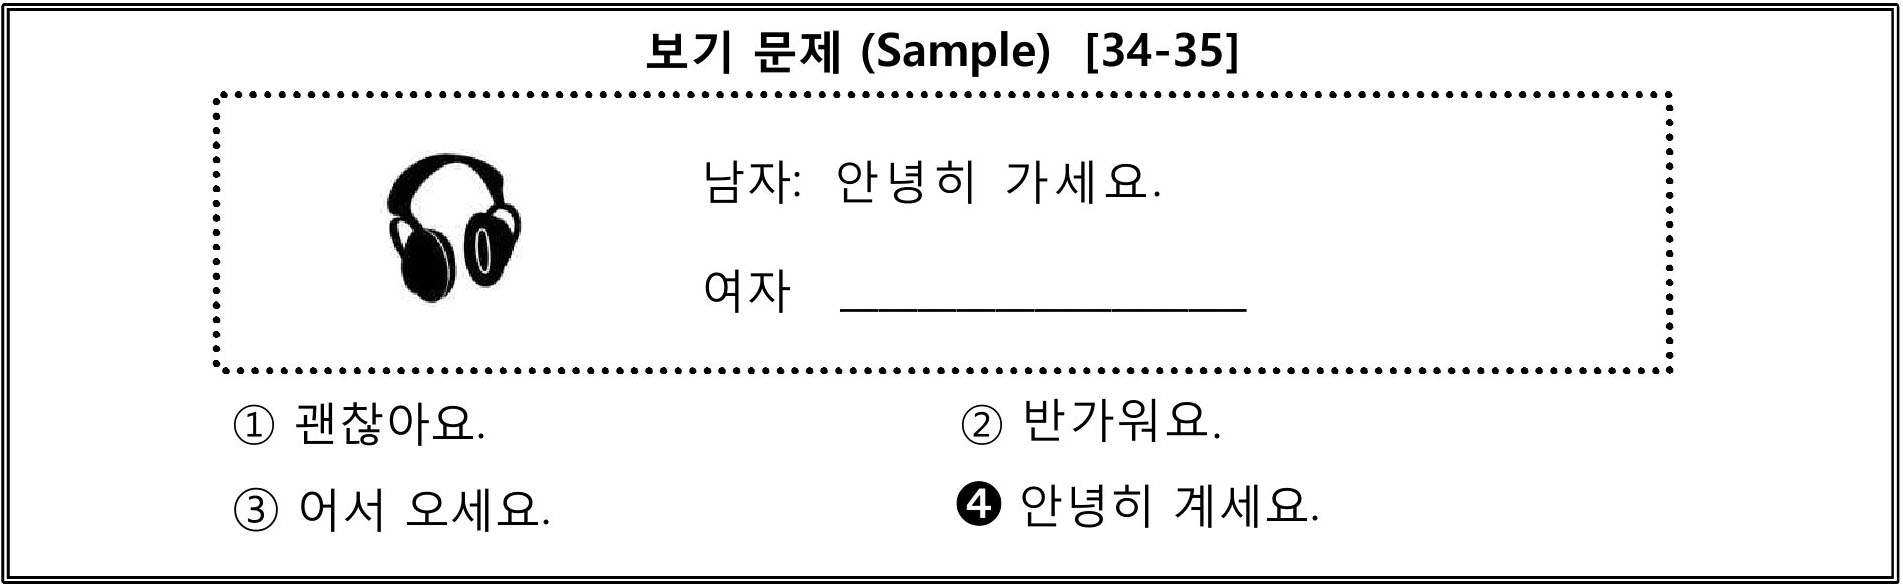 보기 문제 (Sample) [34-35]
남자: 안녕히 가세요.
여자 ____________________
① 괜찮아요.
② 반가워요.
③ 어서 오세요.
❹ 안녕히 계세요.